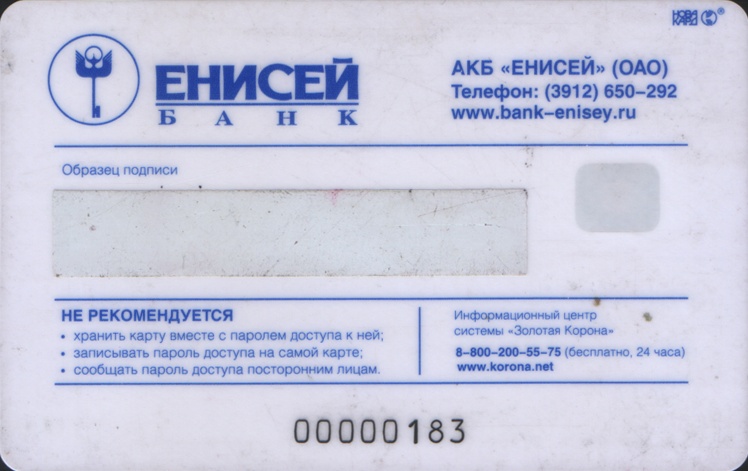 НОВА
КАРД
ЕНИСЕЙ
БАНК
АКБ «ЕНИСЕЙ» (ОАО)
Телефон: (3912) 650–292
www.bank–enisey.ru
Образец подписи
НЕ РЕКОМЕНДУЕТСЯ
• хранить карту вместе с паролем доступа к ней;
• записывать пароль доступа на самой карте;
• сообщать пароль доступа посторонним лицам.
Информационный центр
системы «Золотая Корона»
8–800–200–55–75 (бесплатно, 24 часа)
www.korona.net
00000183